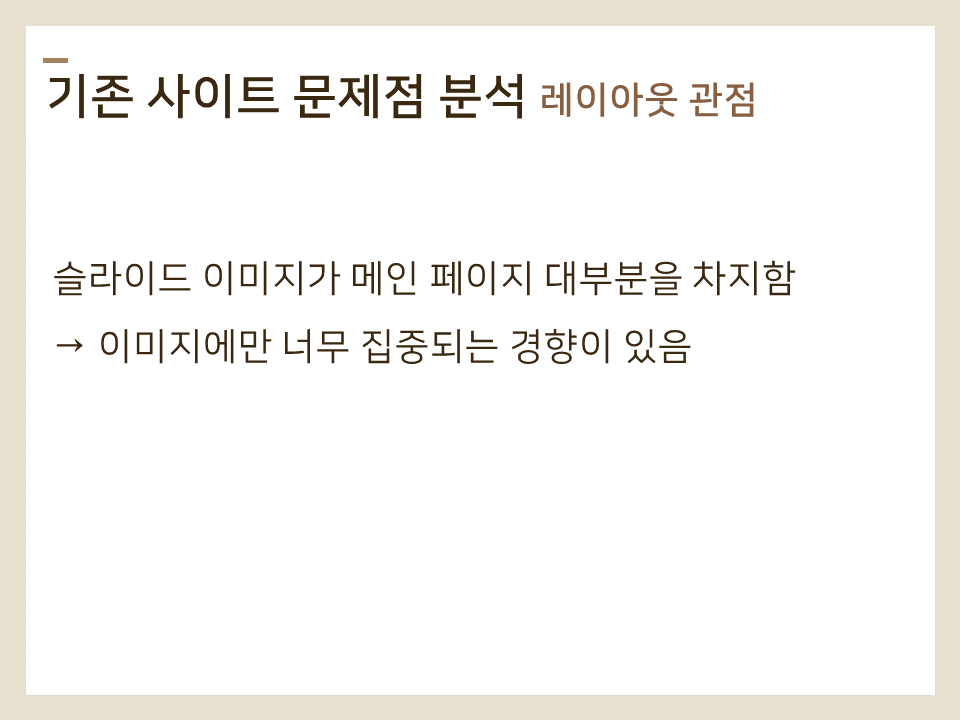 기존 사이트 문제점 분석 레이아웃 관점
슬라이드 이미지가 메인 페이지 대부분을 차지함
→ 이미지에만 너무 집중되는 경향이 있음